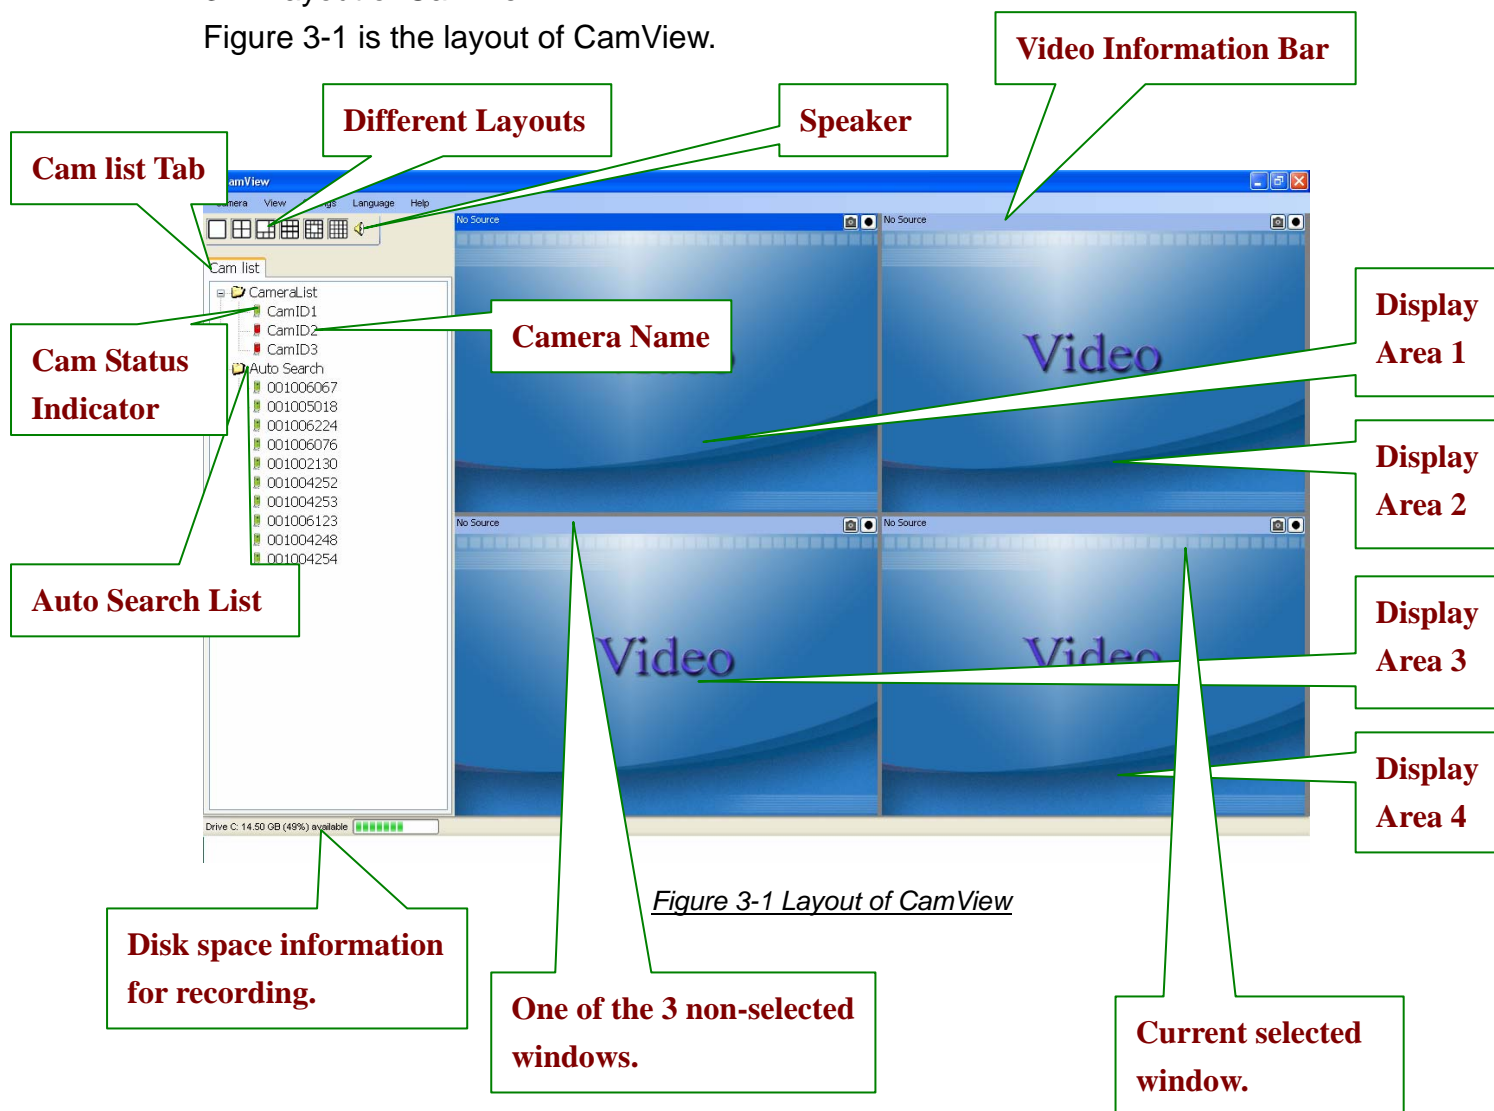 Figure 3-1 is the layout of CamView.
Video Information Bar
Different Layouts
Speaker
Cam list Tab
amView
View
Language
Help
No Source
No Source
Cam list
CameraList
CamID1
CamID2
CamID3
Auto Search
001006067
001005018
001006224
001006076
001002130
001004252
001004253
001006123
001004248
001004254
Camera Name
Cam Status
Indicator
Auto Search List
Video
Display
Area 1
Display
Area 2
No Source
No Source
Video
Video
Display
Area 3
Display
Area 4
Drive C: 14.50 GB (49%) available
Figure 3-1 Layout of CamView
Disk space information
for recording.
One of the 3 non-selected
windows.
Current selected
window.